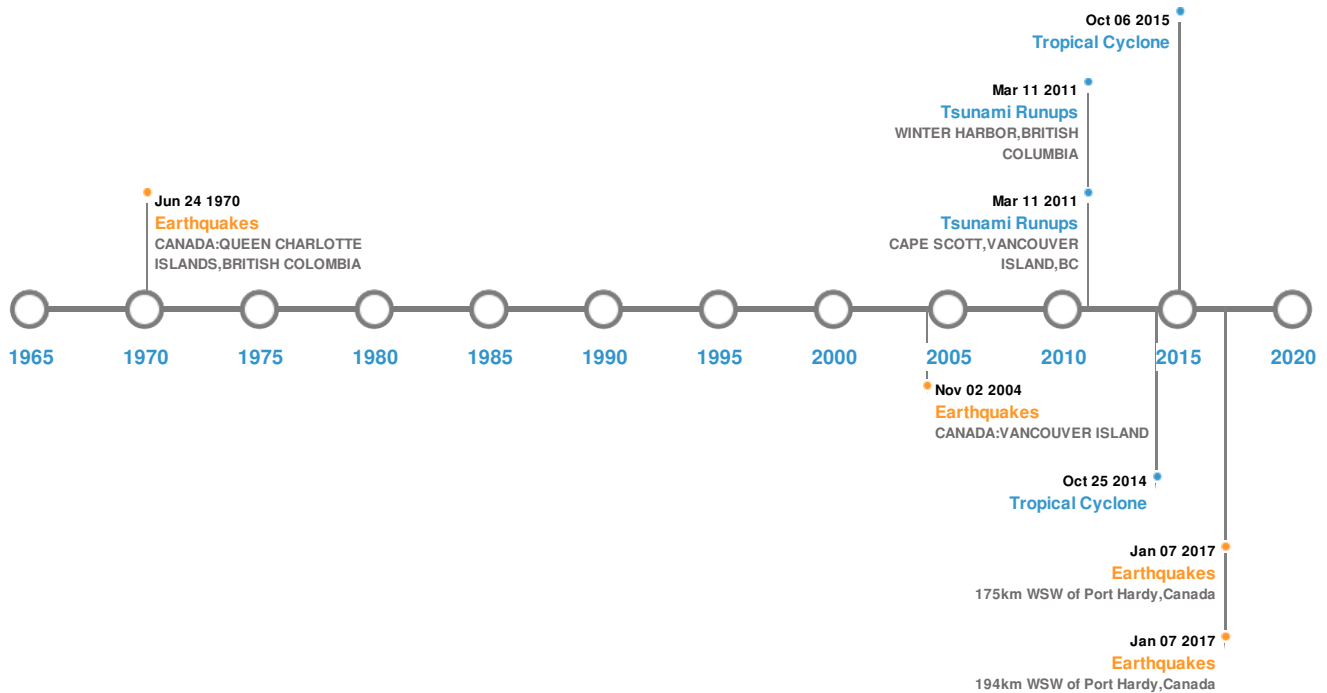 Oct 06 2015
Tropical Cyclone
Mar 11 2011
Tsunami Runups
WINTER HARBOR,BRITISH
COLUMBIA
Jun 24 1970
Earthquakes
CANADA:QUEEN CHARLOTTE
ISLANDS,BRITISH COLOMBIA
Mar 11 2011
Tsunami Runups
CAPE SCOTT,VANCOUVER
ISLAND,BC
1965 1970 1975 1980 1985 1990 1995 2000 2005 2010 2015 2020
Nov 02 2004
Earthquakes
CANADA:VANCOUVER ISLAND
Oct 25 2014
Tropical Cyclone
Jan 07 2017
Earthquakes
175km WSW of Port Hardy,Canada
Jan 07 2017
Earthquakes
194km WSW of Port Hardy,Canada